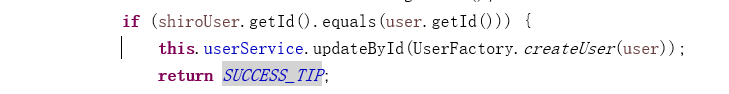 if (shiroUser.getId().equals(user.getId())) {
this.userService.updateById(UserFactory.createUser(user));
return SUCCESS_TIP;